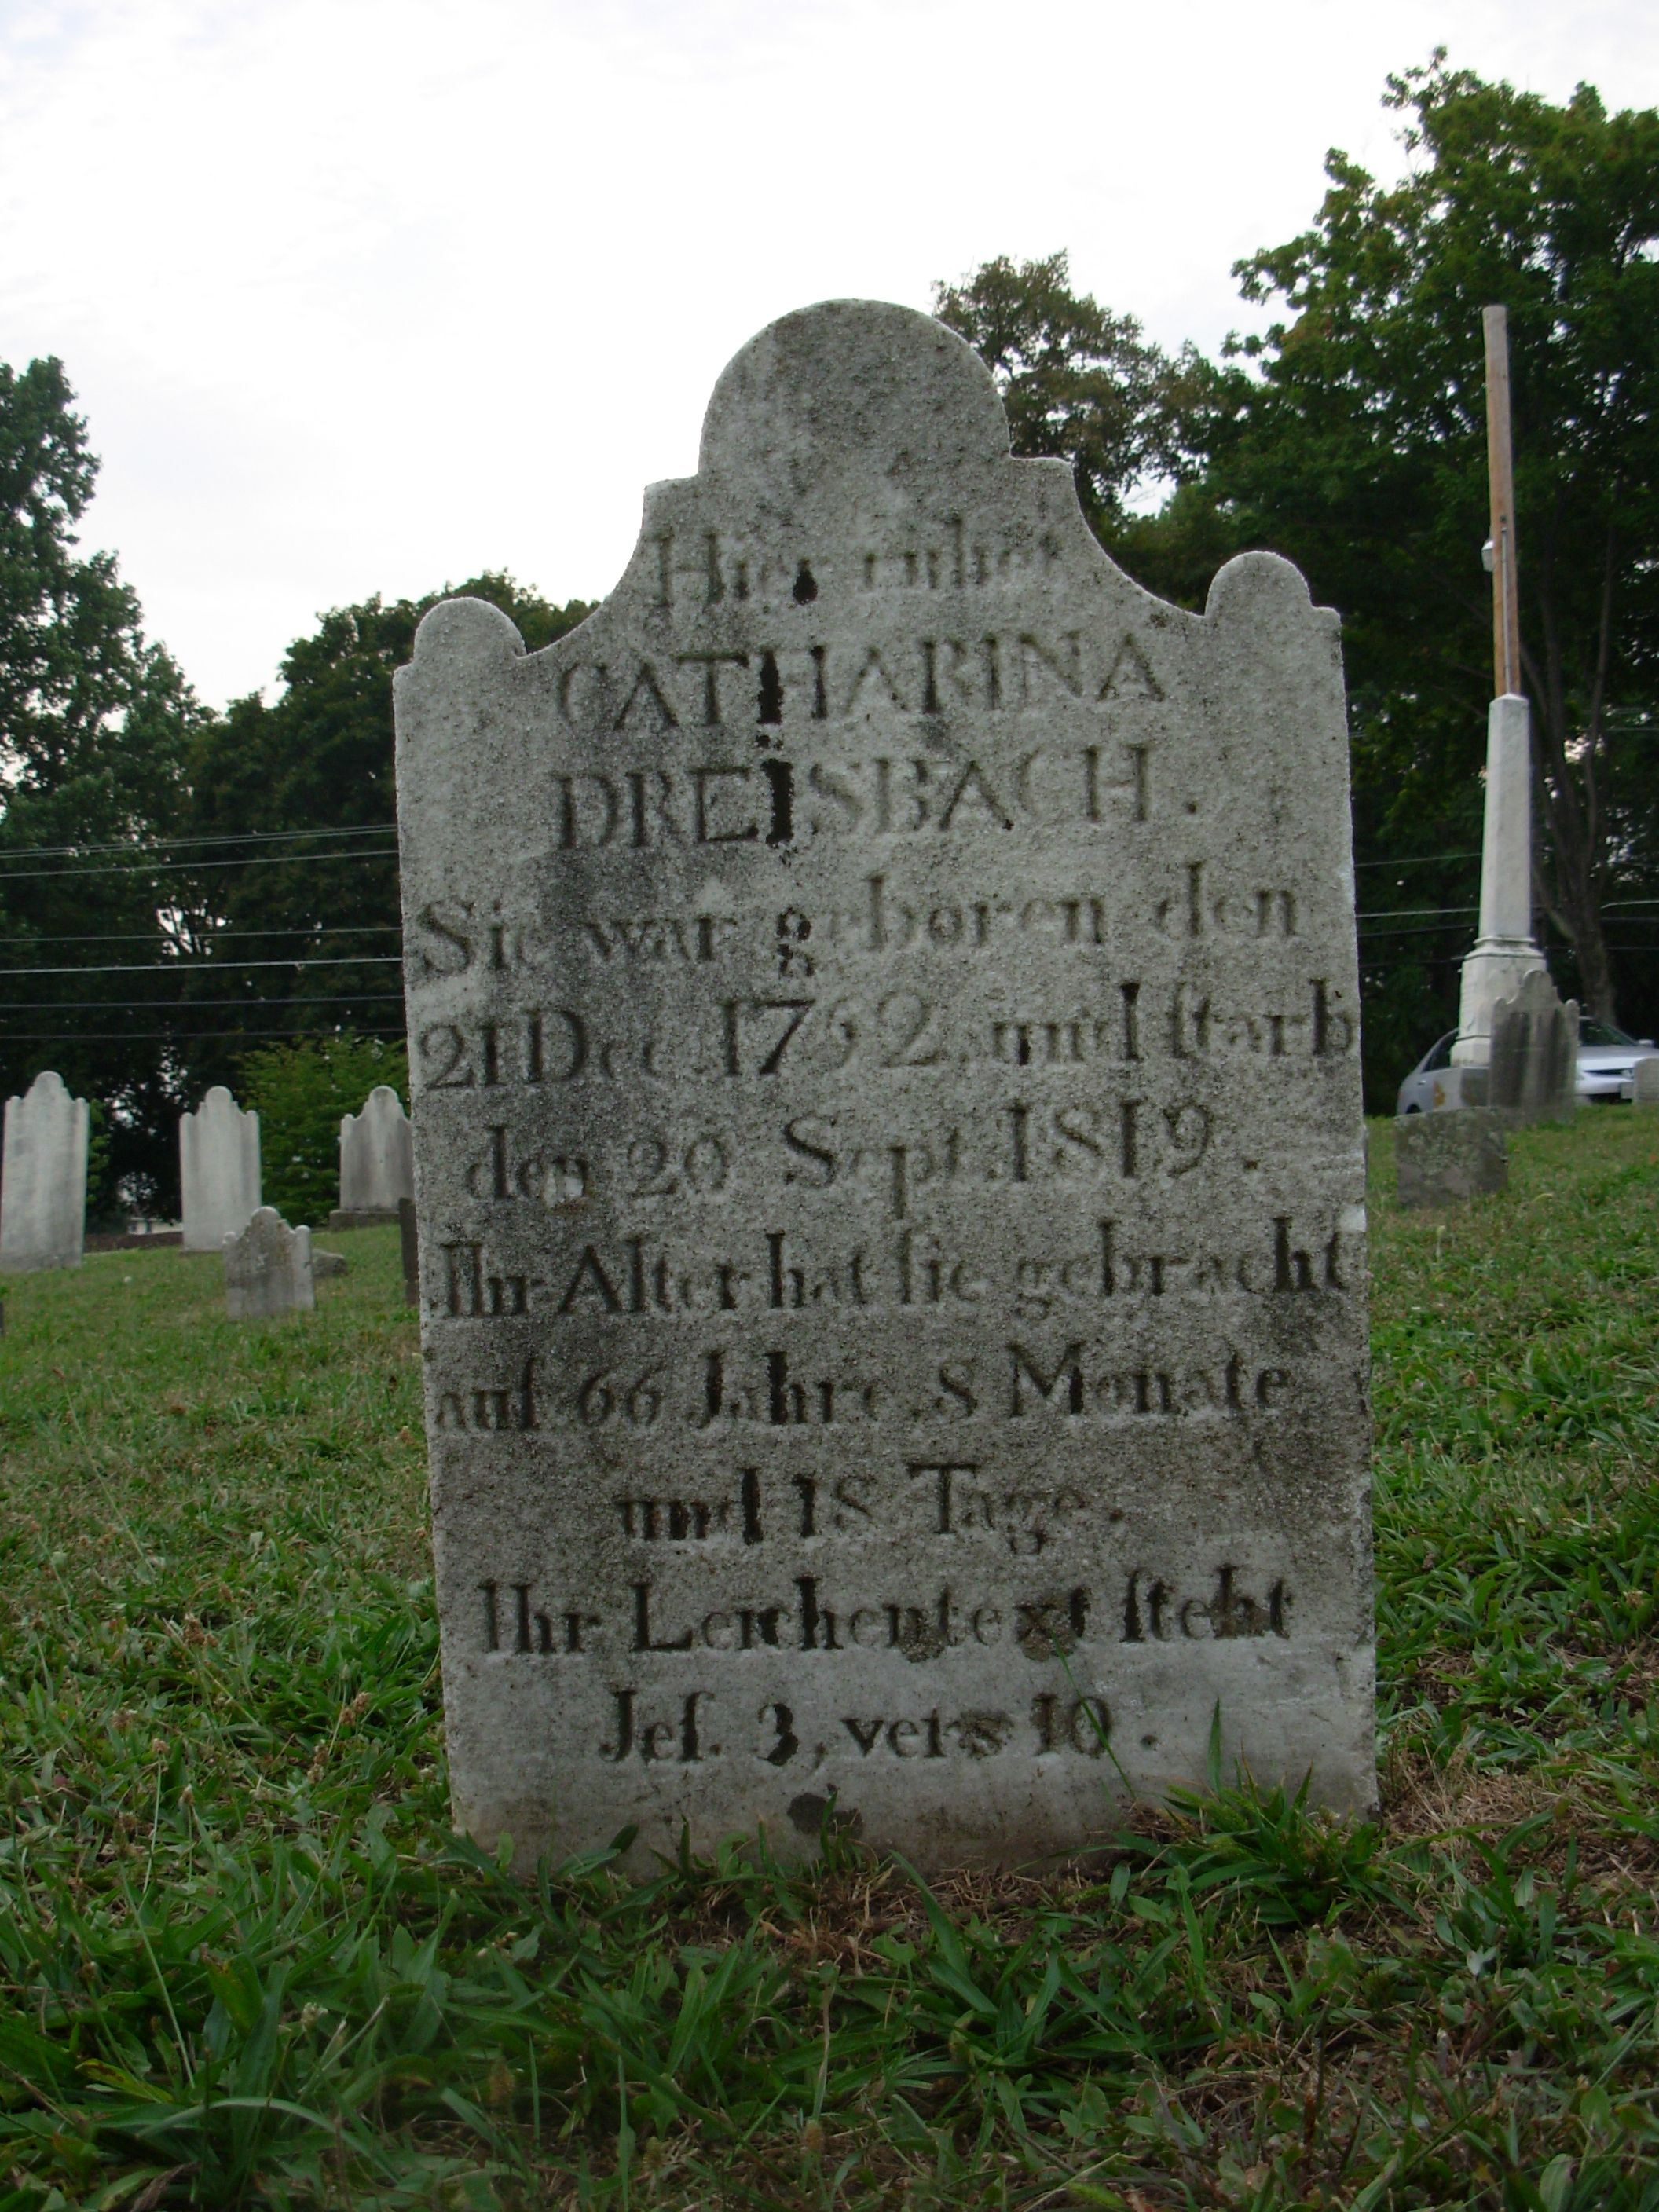 Hier ruhet
CATHARINA
DREISBACH.
Sie war geboren den
21 Dec. 1752, und ſtarb
den 20 Sept. 1819.
Ihr Alter hat ſie gebracht
auf 66 Jahre, 8 Monate
und 18 Tage.
Ihr Leichentext ſteht
Jeſ. 3, vers 10.